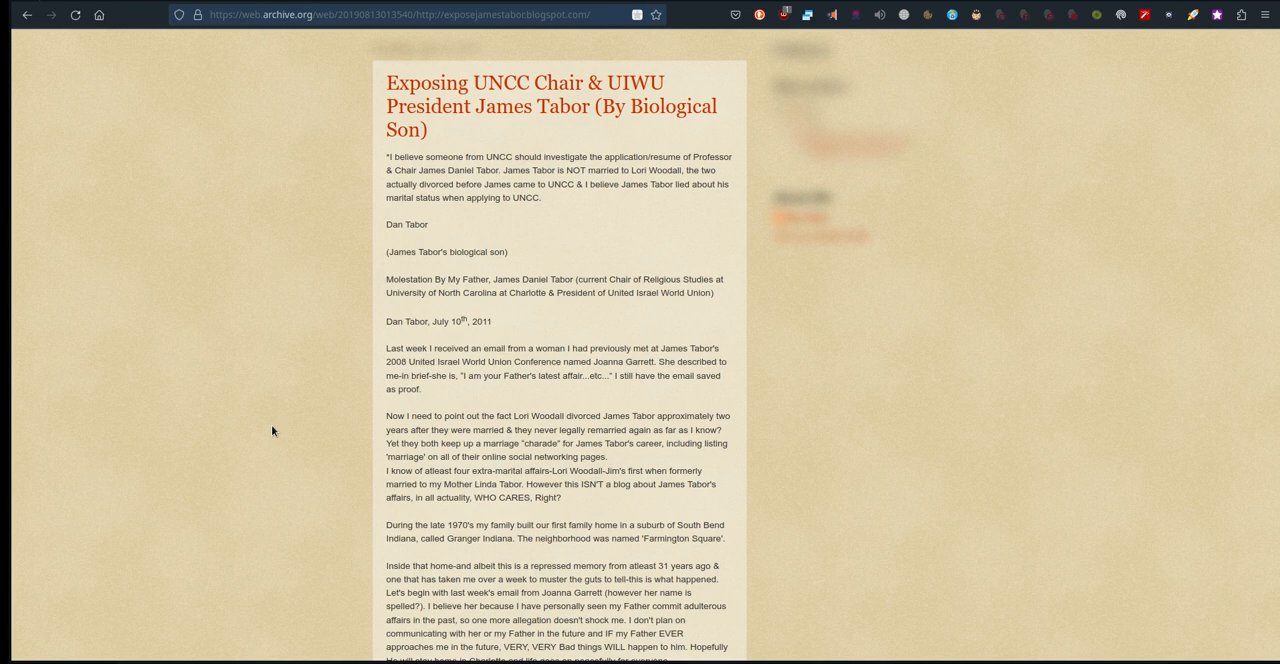 https://web.archive.org/web/20190813013540/http://exposejamestabor.blogspot.com/
1
Exposing UNCC Chair & UIWU
President James Tabor (By Biological
Son)
*I believe someone from UNCC should investigate the application/resume of Professor
& Chair James Daniel Tabor. James Tabor is NOT married to Lori Woodall, the two
actually divorced before James came to UNCC & I believe James Tabor lied about his
marital status when applying to UNCC.
Dan Tabor
(James Tabor's biological son)
Molestation By My Father, James Daniel Tabor (current Chair of Religious Studies at
University of North Carolina at Charlotte & President of United Israel World Union)
Dan Tabor, July 10th, 2011
Last week I received an email from a woman I had previously met at James Tabor's
2008 United Israel World Union Conference named Joanna Garrett. She described to
me-in brief-she is, "I am your Father's latest affair...etc..." I still have the email saved
as proof.
Now I need to point out the fact Lori Woodall divorced James Tabor approximately two
years after they were married & they never legally remarried again as far as I know?
Yet they both keep up a marriage "charade" for James Tabor's career, including listing
'marriage' on all of their online social networking pages.
I know of atleast four extra-marital affairs-Lori Woodall-Jim's first when formerly
married to my Mother Linda Tabor. However this ISN'T a blog about James Tabor's
affairs, in all actuality, WHO CARES, Right?
During the late 1970's my family built our first family home in a suburb of South Bend
Indiana, called Granger Indiana. The neighborhood was named 'Farmington Square'.
Inside that home-and albeit this is a repressed memory from atleast 31 years ago &
one that has taken me over a week to muster the guts to tell-this is what happened.
Let's begin with last week's email from Joanna Garrett (however her name is
spelled?). I believe her because I have personally seen my Father commit adulterous
affairs in the past, so one more allegation doesn't shock me. I don't plan on
communicating with her or my Father in the future and IF my Father EVER
approaches me in the future, VERY, VERY Bad things WILL happen to him. Hopefully
He will stay home in Charlotte and life goes on peacefully for everyone.